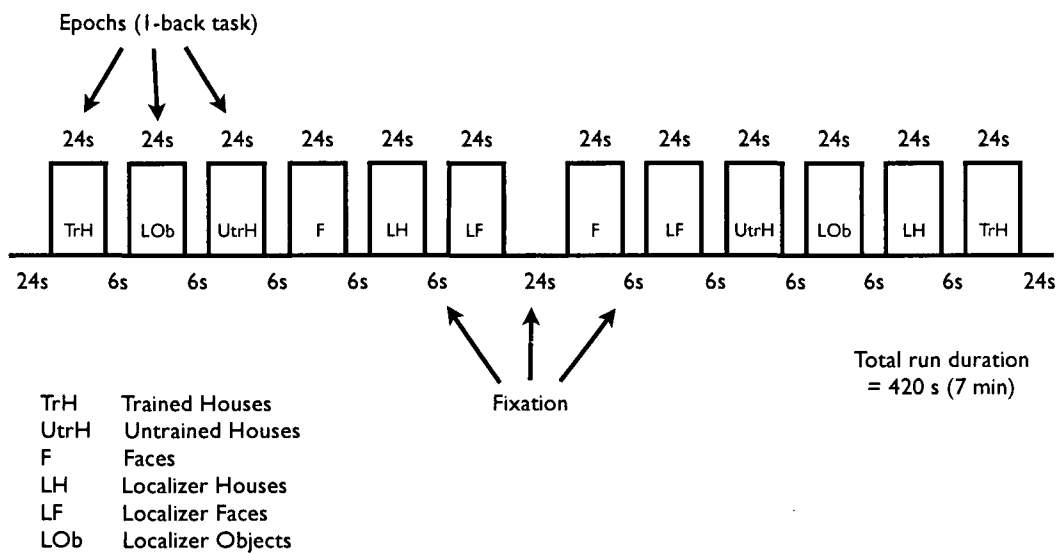 Epochs (1-back task)
24s 24s 24s 24s 24s 24s 24s 24s 24s 24s 24s 24s
TrH LOb UtrH F LH LF F LF UtrH LOb LH TrH
24s 6s 6s 6s 6s 6s 24s 6s 6s 6s 6s 6s 24s
Fixation
Total run duration
= 420 s (7 min)
TrH Trained Houses
UtrH Untrained Houses
F Faces
LH Localizer Houses
LF Localizer Faces
LOb Localizer Objects